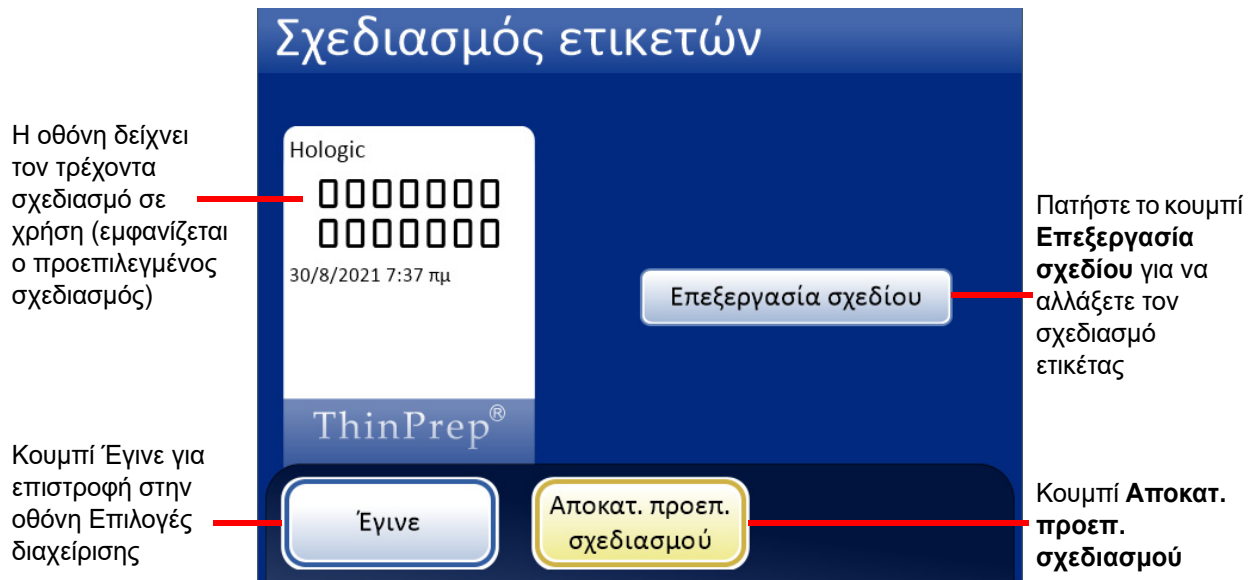 Σχεδιασμός ετικετών
Η οθόνη δείχνει
τον τρέχοντα
σχεδιασμό σε
χρήση (εμφανίζεται
ο προεπιλεγμένος
σχεδιασμός)
Hologic
30/8/2021 7:37 πμ
ThinPrep®
Επεξεργασία σχεδίου
Πατήστε το κουμπί
Επεξεργασία
σχεδίου για να
αλλάξετε τον
σχεδιασμό
ετικέτας
Κουμπί Έγινε για
επιστροφή στην
οθόνη Επιλογές
διαχείρισης
Έγινε
Αποκατ. προεπ.
σχεδιασμού
Κουμπί Αποκατ.
προεπ.
σχεδιασμού